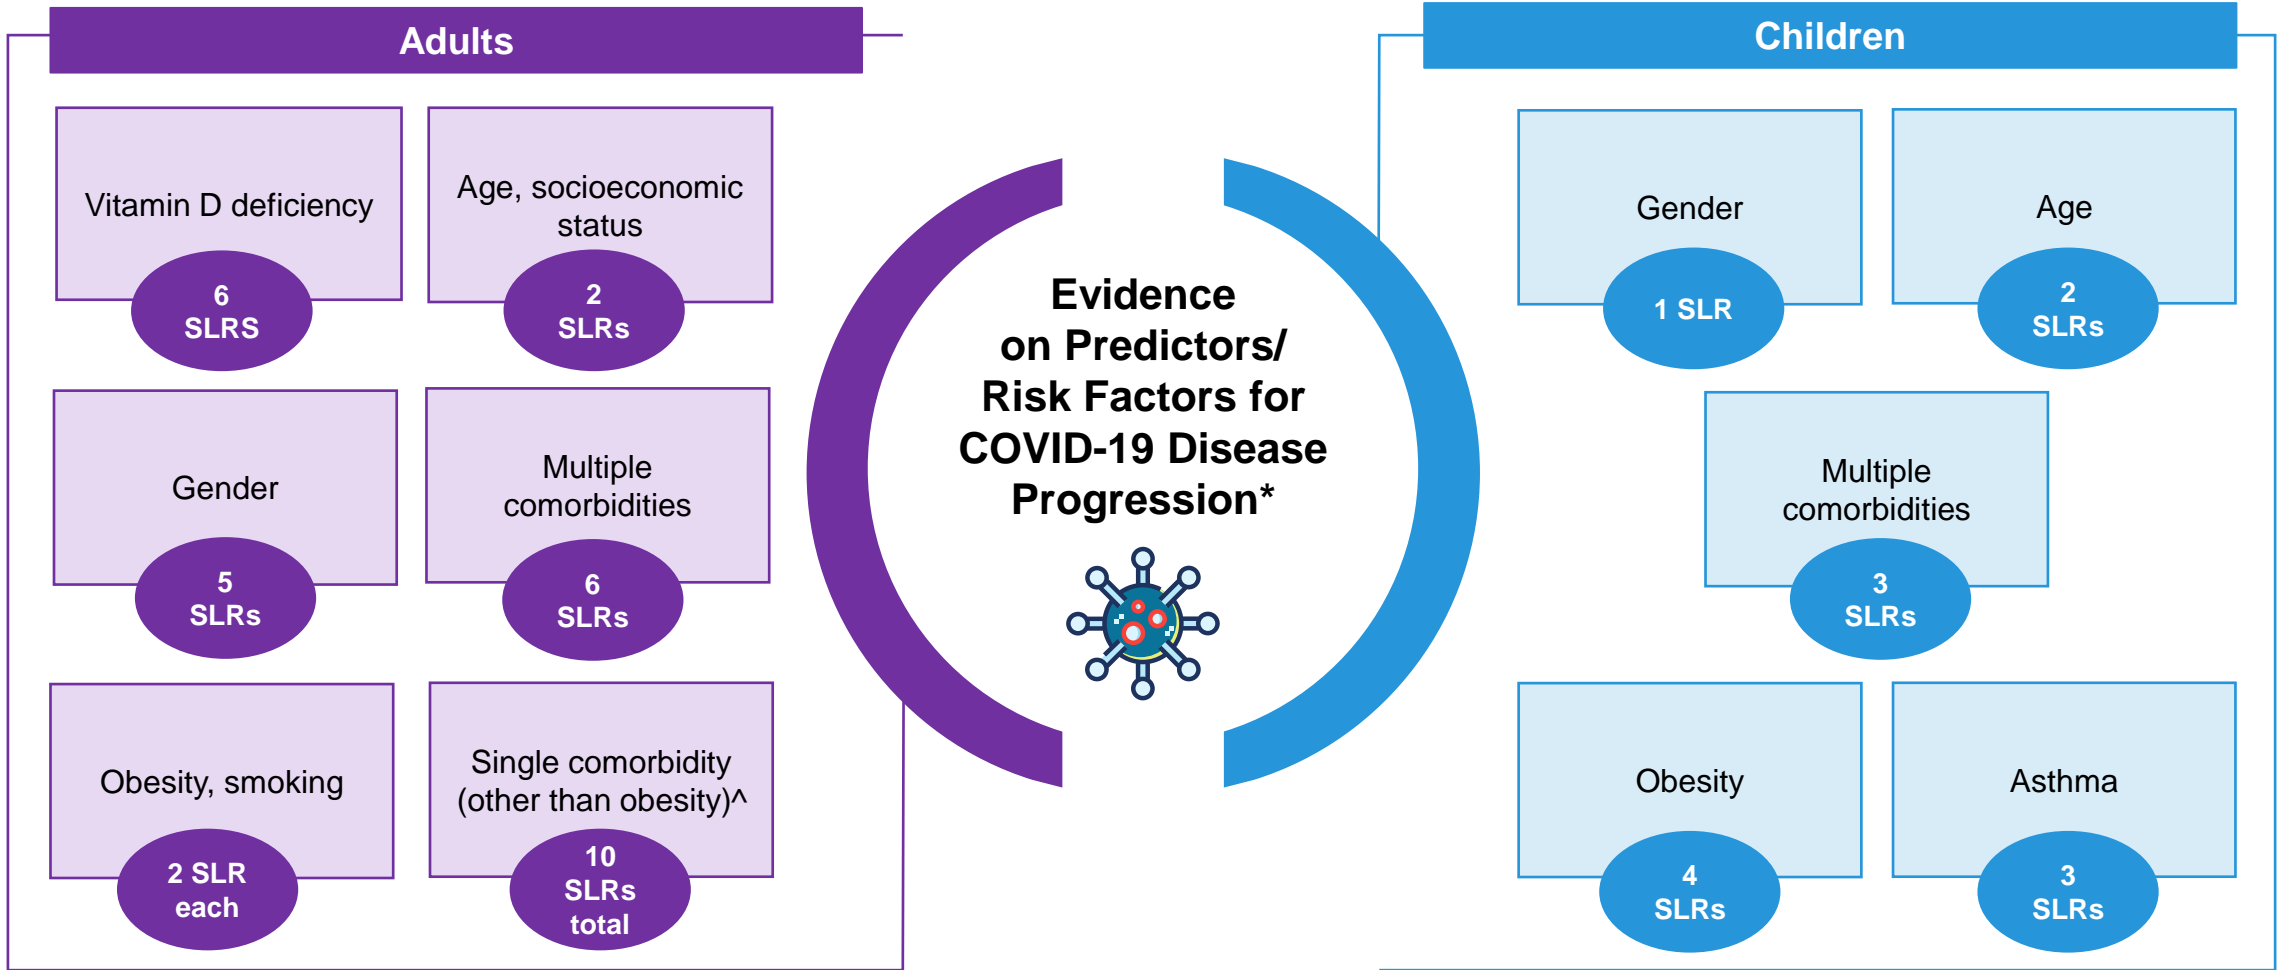 Adults
Vitamin D deficiency
6
SLRS
Age, socioeconomic
status
2
SLRs
Gender
5
SLRs
Multiple
comorbidities
6
SLRs
Obesity, smoking
2 SLR
each
Single comorbidity
(other than obesity)^
10
SLRs
total
Evidence
on Predictors/
Risk Factors for
COVID-19 Disease
Progression*
Children
Gender
1 SLR
Age
2
SLRs
Multiple
comorbidities
3
SLRs
Obesity
4
SLRs
Asthma
3
SLRs